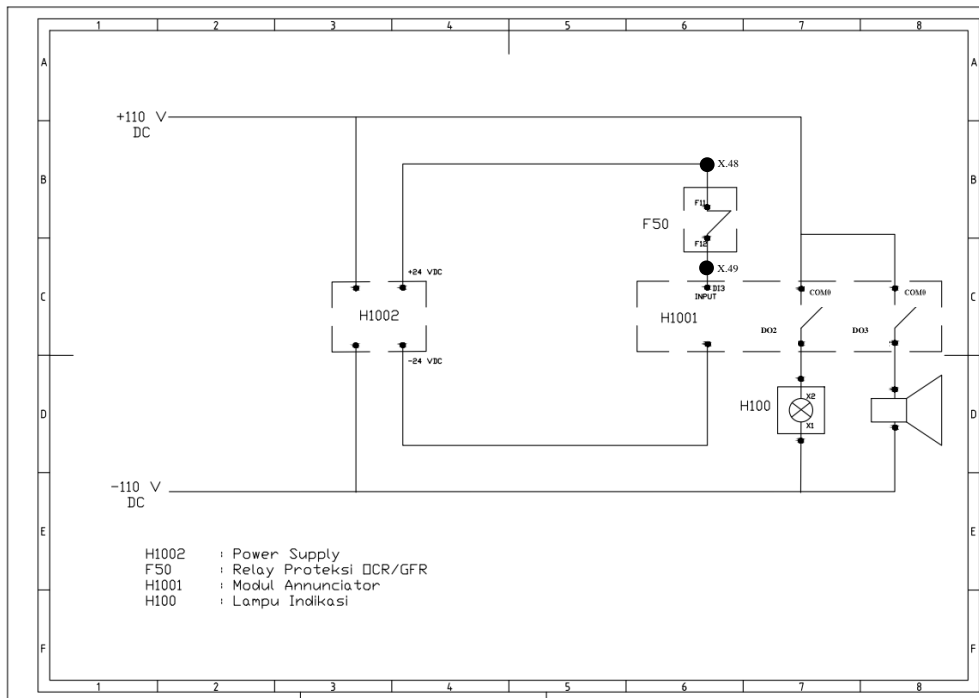 1 2 3 4 5 6 7 8
A A
+110 V
DC
B B
X.48
F11
F50
F12
X.49
C C
+24 VDC
DI3
INPUT
COM0
COM0
H1002
H1001
DO2
DO3
-24 VDC
D D
H100
X2
X1
-110 V
DC
E E
H1002 : Power Supply
F50 : Relay Proteksi OCR/GFR
H1001 : Modul Annunciator
H100 : Lampu Indikasi
F F
1 2 3 4 5 6 7 8